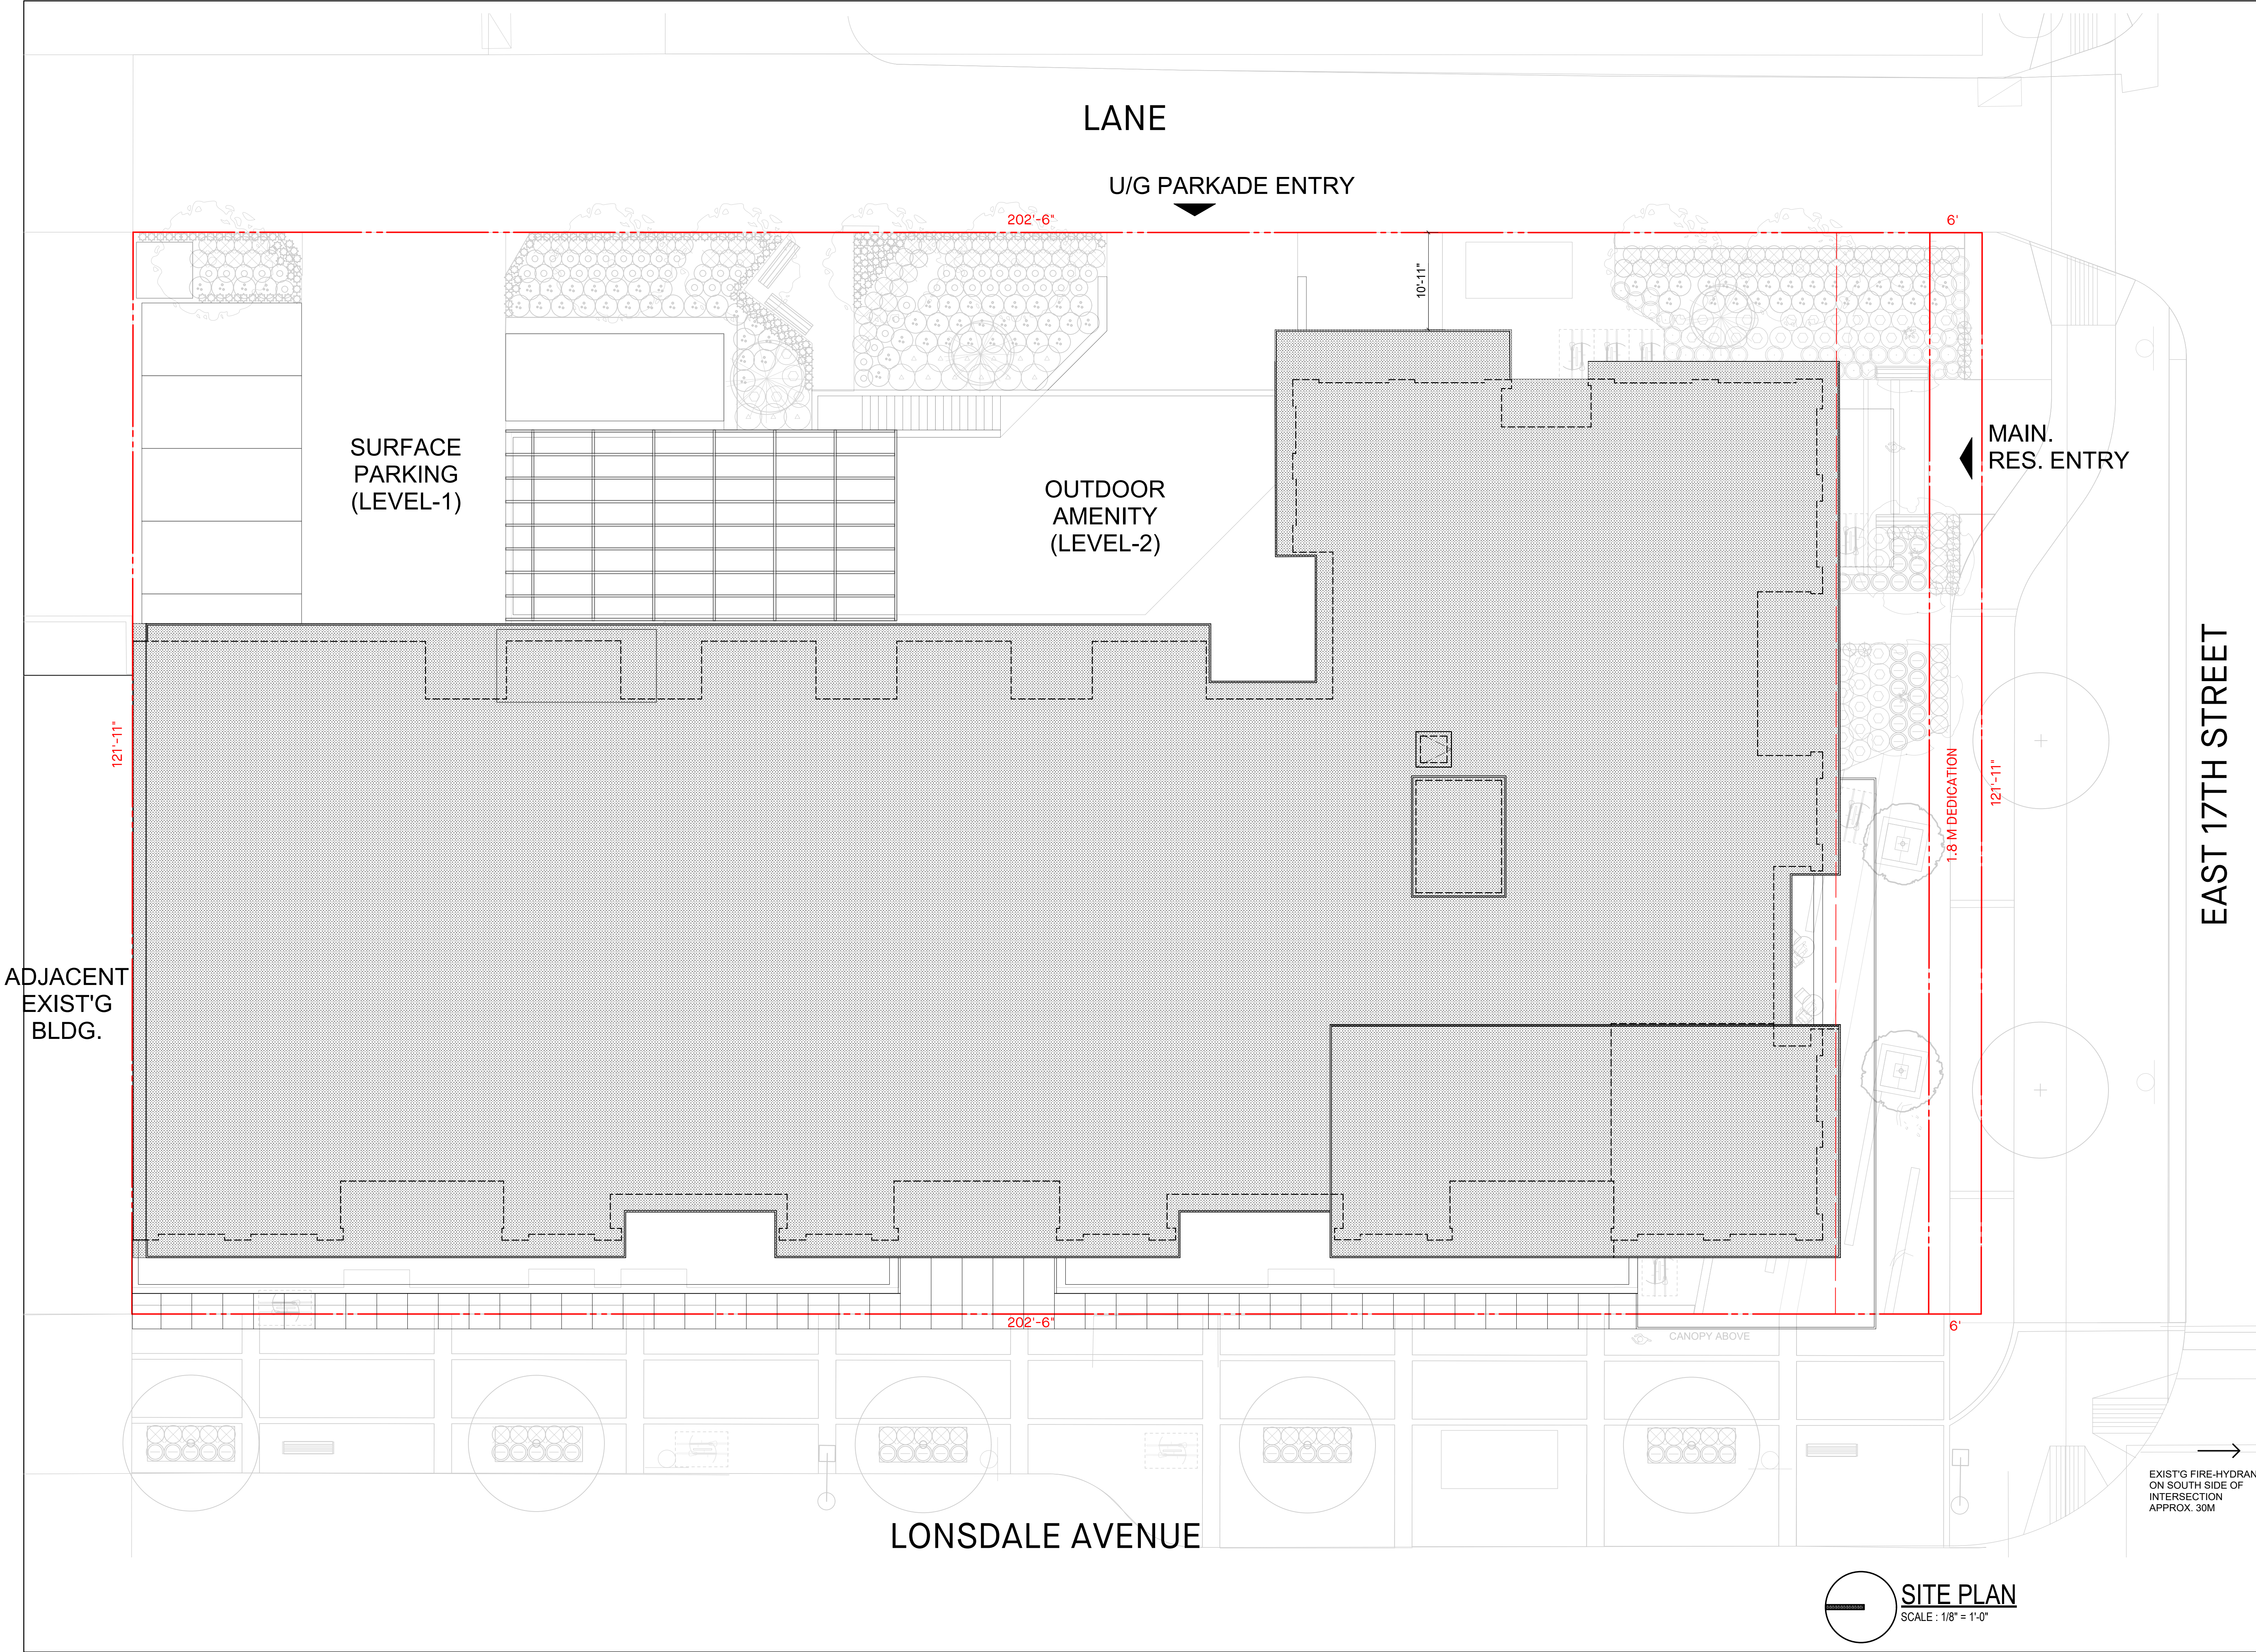 LANE
U/G PARKADE ENTRY
202'-6"
6'
10'-11"
SURFACE
PARKING
(LEVEL-1)
OUTDOOR
AMENITY
(LEVEL-2)
MAIN.
RES. ENTRY
121'-11"
1.8 M DEDICATION
121'-11"
EAST 17TH STREET
ADJACENT
EXIST'G
BLDG.
202'-6"
6'
CANOPY ABOVE
EXIST'G FIRE-HYDRAN
ON SOUTH SIDE OF
INTERSECTION
APPROX. 30M
LONSDALE AVENUE
SITE PLAN
SCALE : 1/8" = 1'-0"